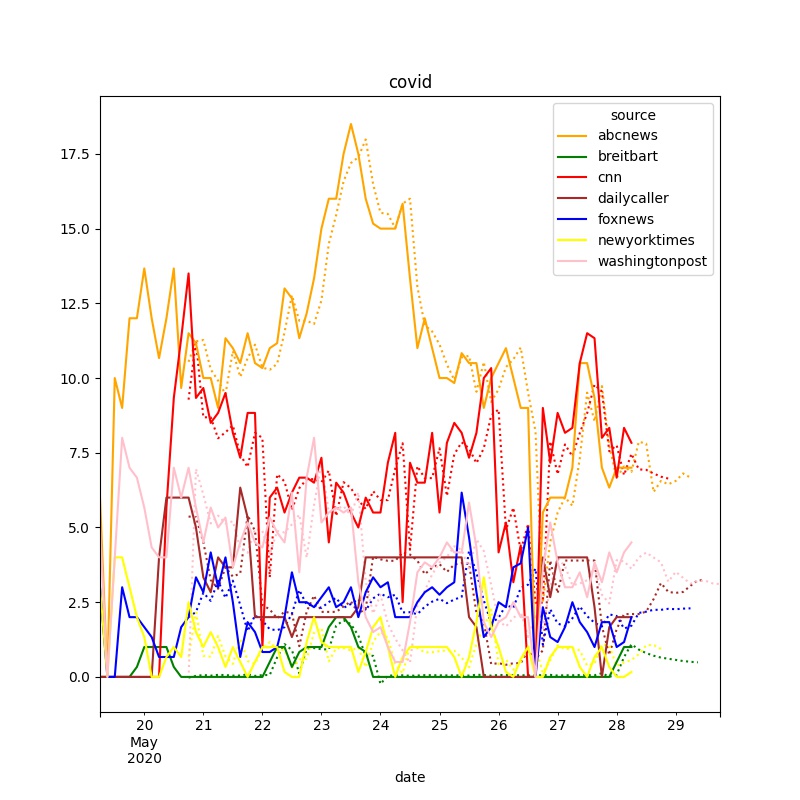 covid
source
abcnews
breitbart
cnn
dailycaller
foxnews
newyorktimes
washingtonpost
17.5
15.0
12.5
10.0
7.5
5.0
2.5
0.0
20 21 22 23 24 25 26 27 28 29
May
2020
date